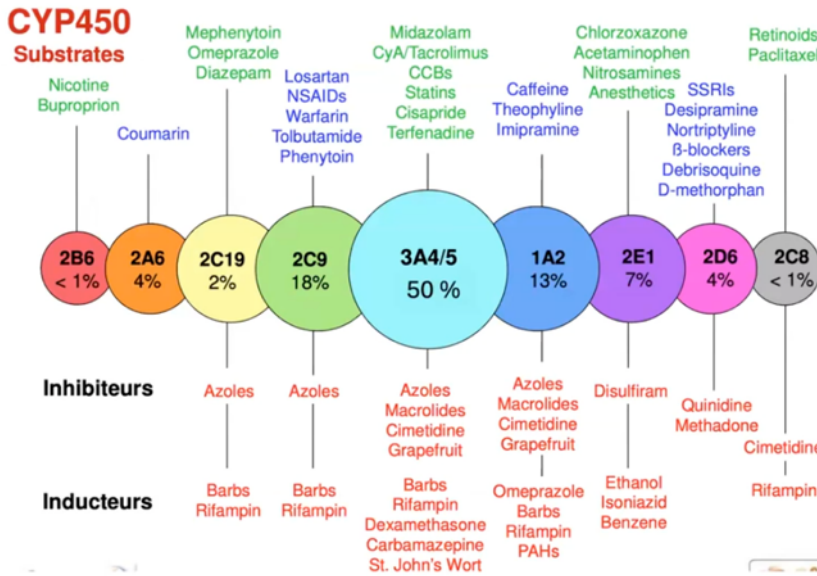 CYP450
Substrates
Nicotine
Buproprion
Coumarin
Mephenytoin
Omeprazole
Diazepam
Losartan
NSAIDs
Warfarin
Tolbutamide
Phenytoin
Midazolam
CyA/Tacrolimus
CCBs
Statins
Cisapride
Terfenadine
Caffeine
Theophyline
Imipramine
Chlorzoxazone
Acetaminophen
Nitrosamines
Anesthetics
SSRIs
Desipramine
Nortriptyline
ß-blockers
Debrisoquine
D-methorphan
Retinoids
Paclitaxel
2B6
< 1%
2A6
4%
2C19
2%
2C9
18%
3A4/5
50 %
1A2
13%
2E1
7%
2D6
4%
2C8
< 1%
Inhibiteurs
Azoles
Azoles
Azoles
Macrolides
Cimetidine
Grapefruit
Azoles
Macrolides
Cimetidine
Grapefruit
Disulfiram
Quinidine
Methadone
Cimetidine
Inducteurs
Barbs
Rifampin
Barbs
Rifampin
Barbs
Rifampin
Dexamethasone
Carbamazepine
St. John's Wort
Omeprazole
Barbs
Rifampin
PAHs
Ethanol
Isoniazid
Benzene
Rifampin